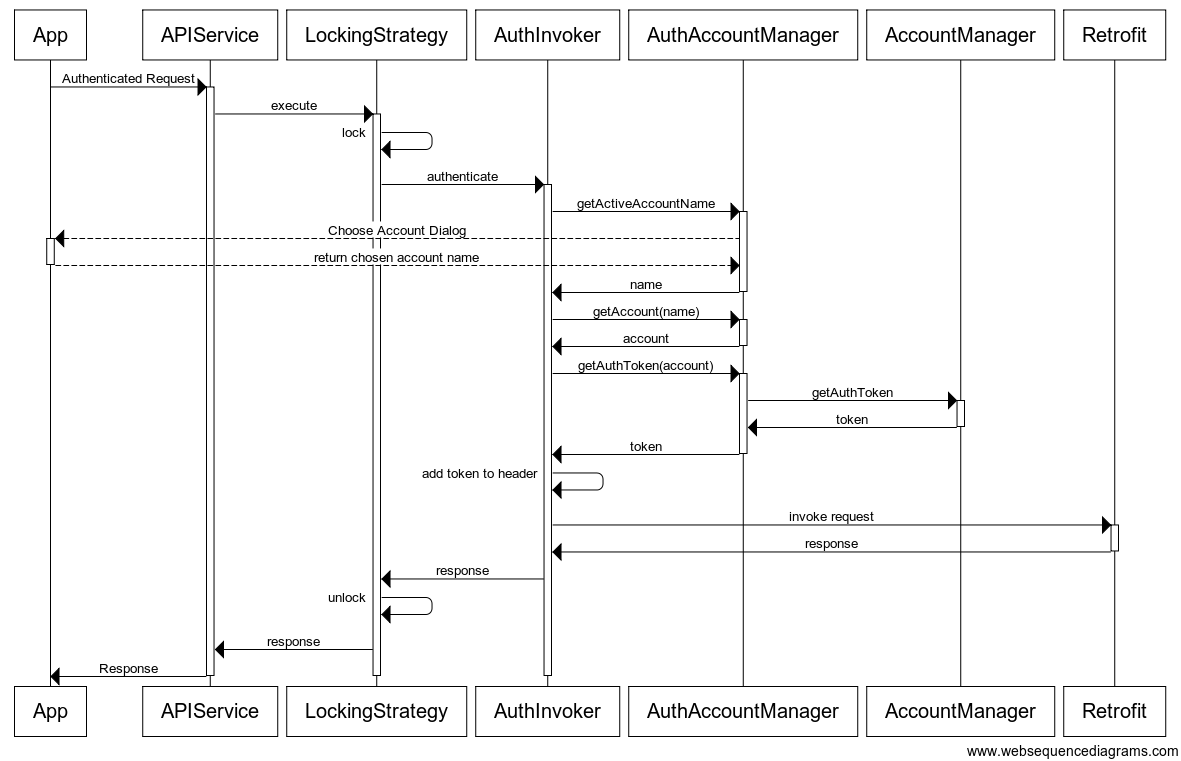 App APIService LockingStrategy AuthInvoker AuthAccountManager AccountManager Retrofit
Authenticated Request
execute
lock
authenticate
getActiveAccountName
Choose Account Dialog
return chosen account name
name
getAccount(name)
account
getAuthToken(account)
getAuthToken
token
token
add token to header
invoke request
response
response
unlock
response
Response
App APIService LockingStrategy AuthInvoker AuthAccountManager AccountManager Retrofit
www.websequencediagrams.com